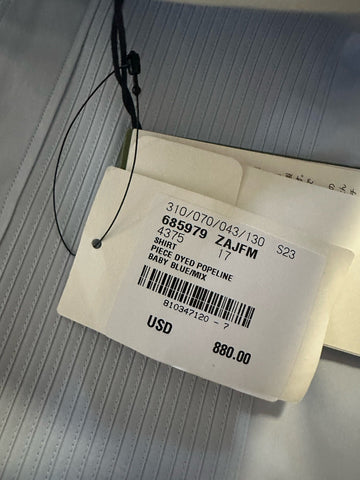 310/070/043/130 S23
685979 ZAJFM
4375 17
SHIRT
PIECE DYED POPELINE
BABY BLUE/MIX
810347120 - 7
USD 880.00